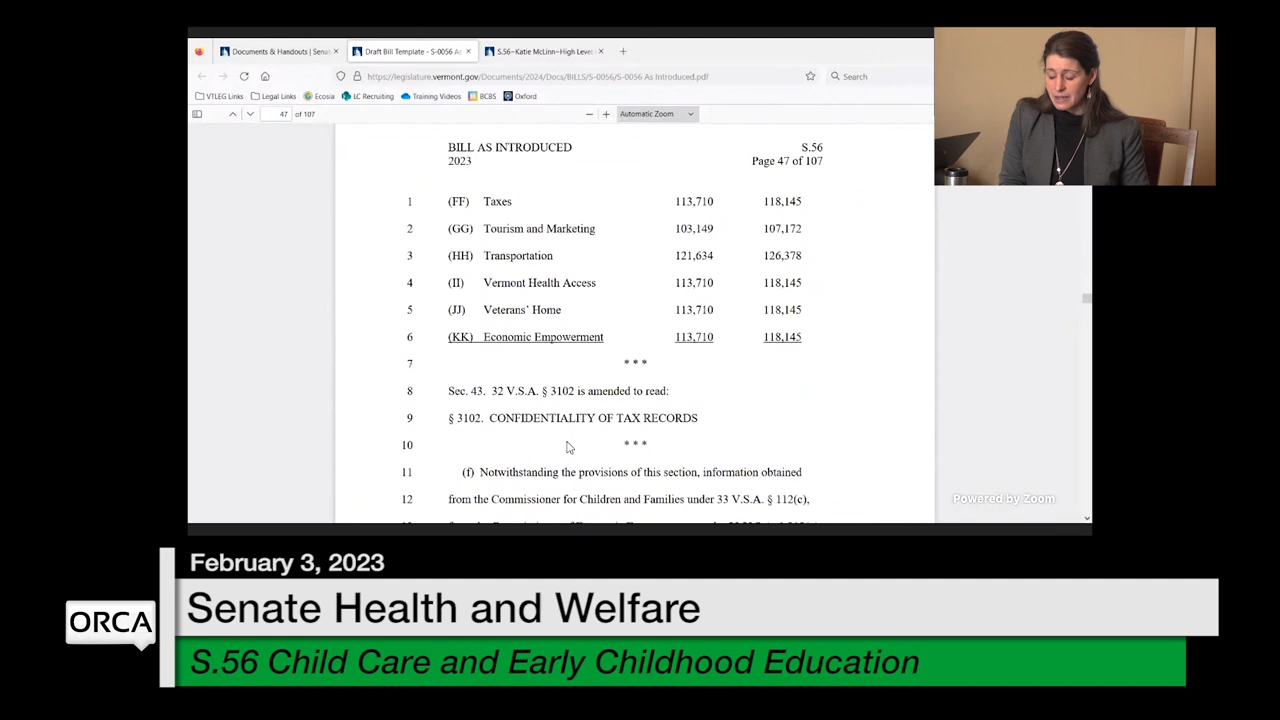 Documents & Handouts | Sena
Draft Bill Template - S-0056 As
S.56~Katie McLinn~High Level
https://legislature.vermont.gov/Documents/2024/Docs/BILLS/S-0056/S-0056 As Introduced.pdf
Search
VTLEG Links
Legal Links
Ecosia
LC Recruiting
Training Videos
BCBS
Oxford
47 of 107
Automatic Zoom
BILL AS INTRODUCED S.56
2023 Page 47 of 107
1 (FF) Taxes 113,710 118,145
2 (GG) Tourism and Marketing 103,149 107,172
3 (HH) Transportation 121,634 126,378
4 (II) Vermont Health Access 113,710 118,145
5 (JJ) Veterans' Home 113,710 118,145
6 (KK) Economic Empowerment 113,710 118,145
7 * * *
8 Sec. 43. 32 V.S.A. § 3102 is amended to read:
9 § 3102. CONFIDENTIALITY OF TAX RECORDS
10 * * *
11 (f) Notwithstanding the provisions of this section, information obtained
12 from the Commissioner for Children and Families under 33 V.S.A. § 112(c),
Powered by Zoom
February 3, 2023
Senate Health and Welfare
ORCA
S.56 Child Care and Early Childhood Education